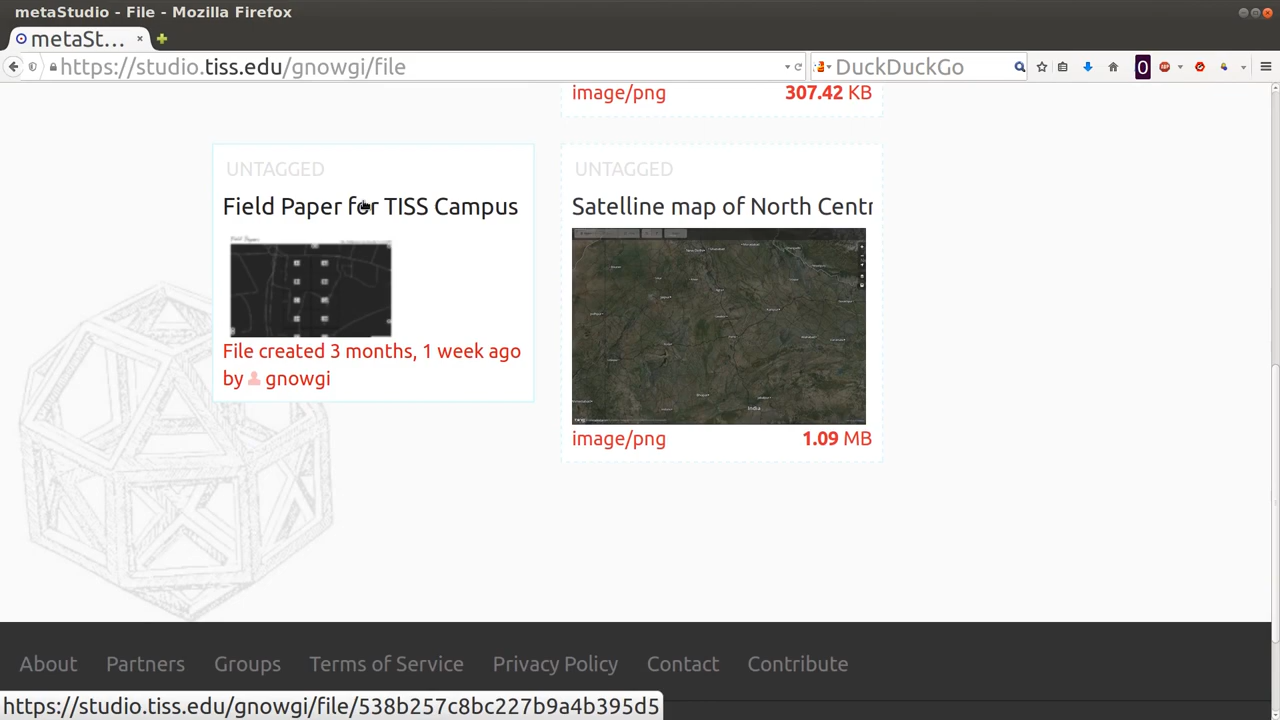 metaStudio - File - Mozilla Firefox
metaSt...
https://studio.tiss.edu/gnowgi/file
DuckDuckGo
image/png 307.42 KB
UNTAGGED
Field Paper for TISS Campus
File created 3 months, 1 week ago
by gnowgi
UNTAGGED
Satelline map of North Centr
image/png 1.09 MB
About Partners Groups Terms of Service Privacy Policy Contact Contribute
https://studio.tiss.edu/gnowgi/file/538b257c8bc227b9a4b395d5